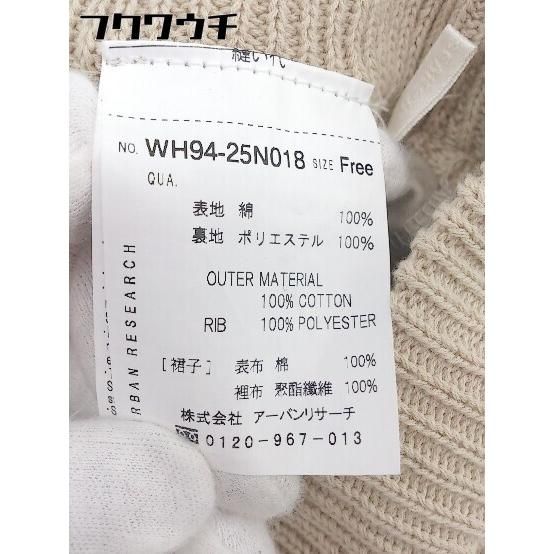 フクワウチ
縫い代
NO. WH94-25N018 SIZE Free
QUA.
表地 綿 100%
裏地 ポリエステル 100%
OUTER MATERIAL
100% COTTON
RIB 100% POLYESTER
[裙子] 表布 棉 100%
裡布 聚酯纖維 100%
株式会社 アーバンリサーチ
0120-967-013
URBAN RESEARCH